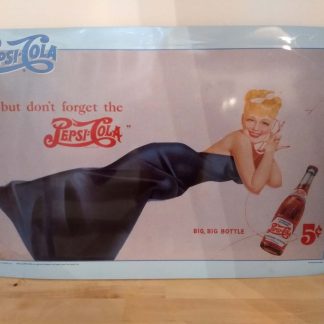 PEPSI-COLA
but don't forget the
PEPSI-COLA"
BIG, BIG BOTTLE
5¢